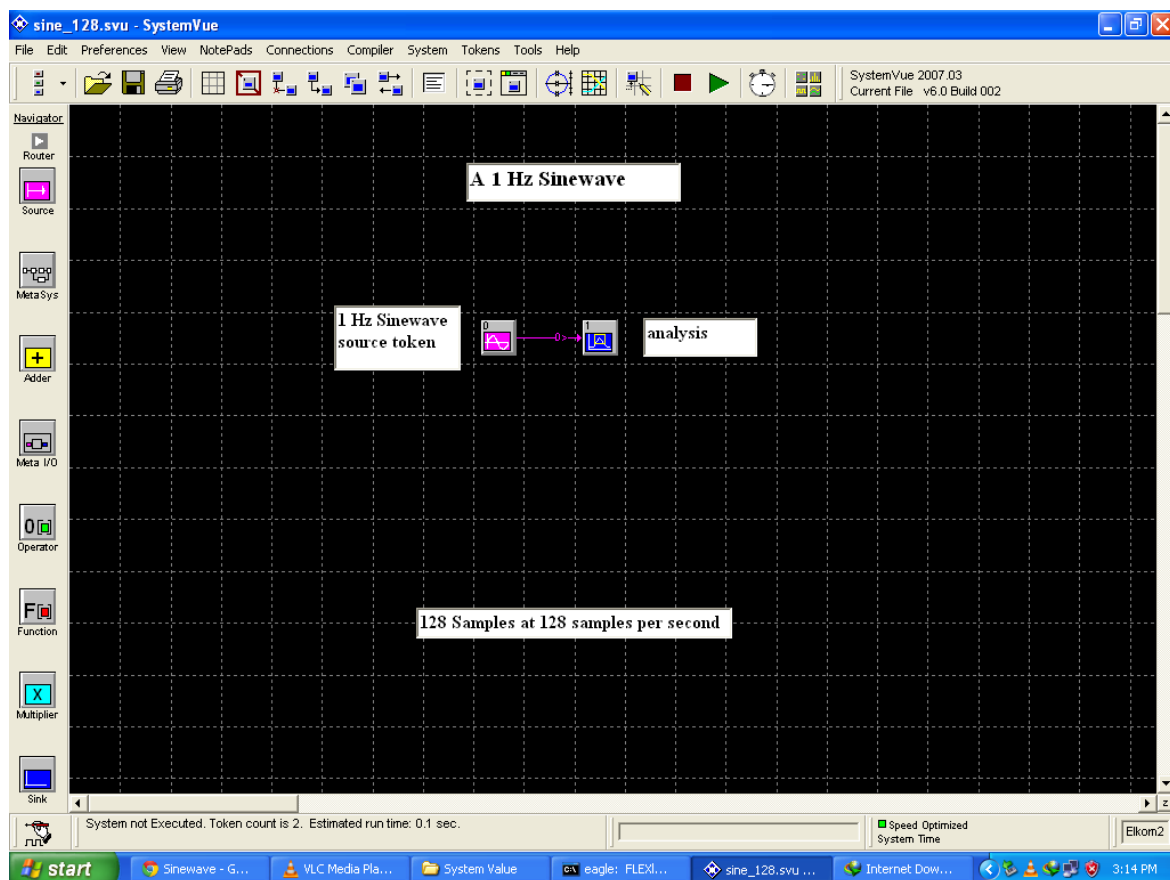 sine_128.svu - SystemVue
File Edit Preferences View NotePads Connections Compiler System Tokens Tools Help
SystemVue 2007.03
Current File v6.0 Build 002
Navigator
Router
Source
MetaSys
Adder
Meta I/O
Operator
Function
Multiplier
Sink
A 1 Hz Sinewave
1 Hz Sinewave
source token
0
0
1
analysis
128 Samples at 128 samples per second
z
System not Executed. Token count is 2. Estimated run time: 0.1 sec.
Speed Optimized
System Time
Elkom2
start
Sinewave - G...
VLC Media Pla...
System Value
eagle: FLEXl...
sine_128.svu ...
Internet Dow...
3:14 PM